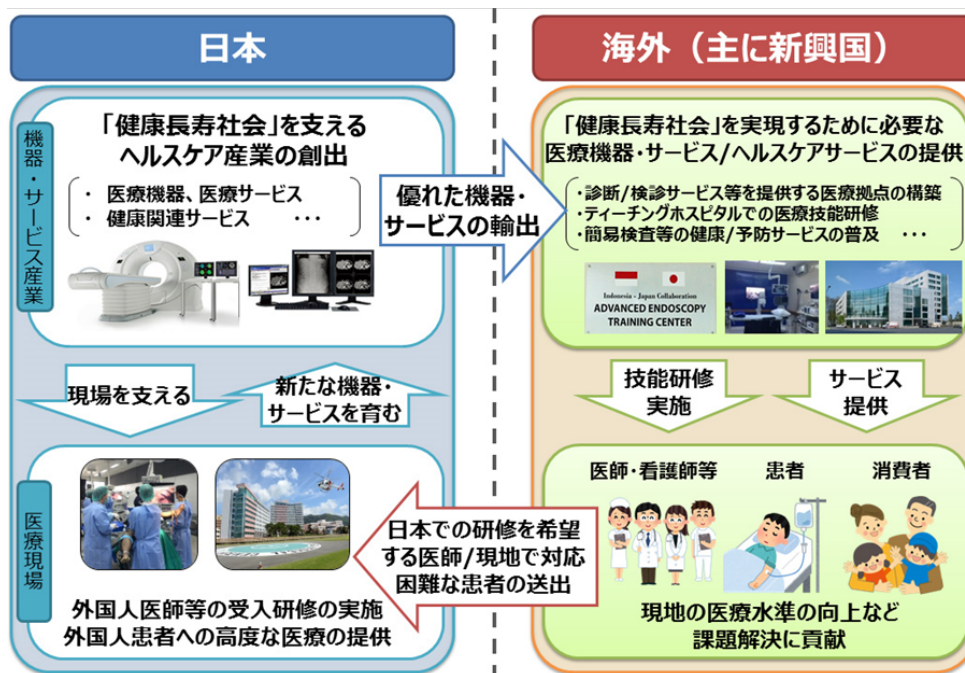 日本
海外（主に新興国）
機器・サービス産業
「健康長寿社会」を支える
ヘルスケア産業の創出
・ 医療機器、医療サービス
・ 健康関連サービス ・・・
優れた機器・
サービスの輸出
「健康長寿社会」を実現するために必要な
医療機器・サービス/ヘルスケアサービスの提供
・診断/検診サービス等を提供する医療拠点の構築
・ティーチングホスピタルでの医療技能研修
・簡易検査等の健康/予防サービスの普及 ・・・
Indonesia - Japan Collaboration
ADVANCED ENDOSCOPY
TRAINING CENTER
現場を支える
新たな機器・
サービスを育む
技能研修
実施
サービス
提供
医療現場
外国人医師等の受入研修の実施
外国人患者への高度な医療の提供
日本での研修を希望
する医師/現地で対応
困難な患者の送出
医師・看護師等
患者
消費者
現地の医療水準の向上など
課題解決に貢献